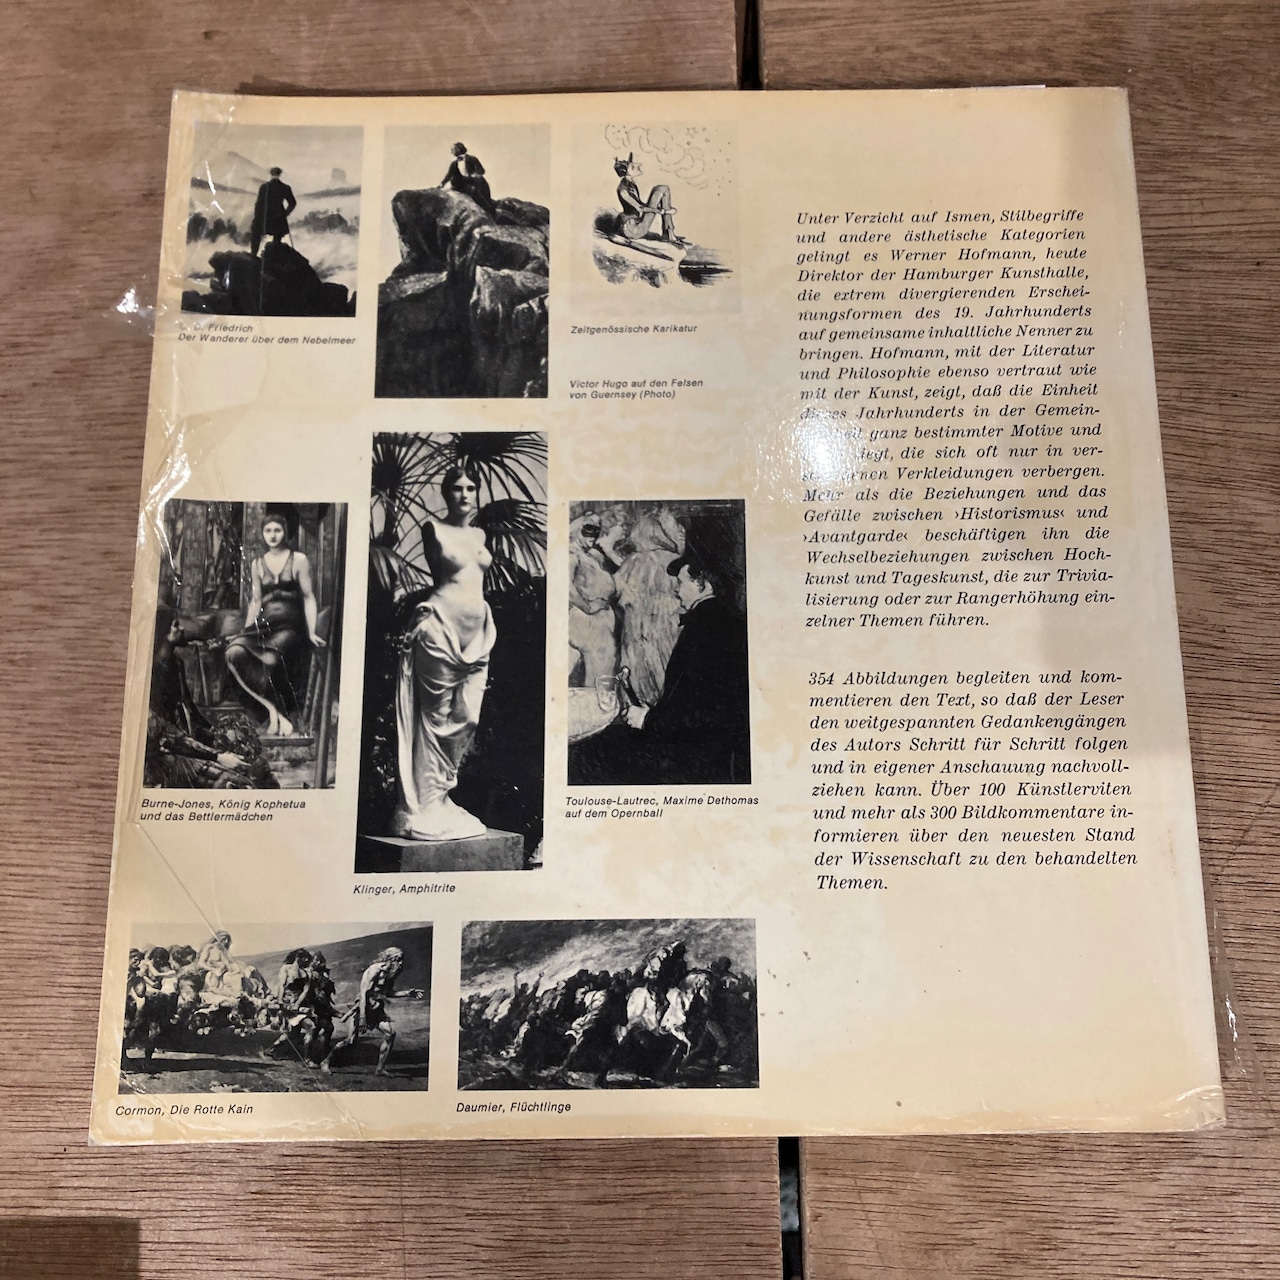 C. D. Friedrich
Der Wanderer über dem Nebelmeer
Zeitgenössische Karikatur
Victor Hugo auf den Felsen
von Guernsey (Photo)
Burne-Jones, König Kophetua
und das Bettlermädchen
Klinger, Amphitrite
Toulouse-Lautrec, Maxime Dethomas
auf dem Opernball
Cormon, Die Rotte Kain
Daumier, Flüchtlinge
Unter Verzicht auf Ismen, Stilbegriffe
und andere ästhetische Kategorien
gelingt es Werner Hofmann, heute
Direktor der Hamburger Kunsthalle,
die extrem divergierenden Erschei-
nungsformen des 19. Jahrhunderts
auf gemeinsame inhaltliche Nenner zu
bringen. Hofmann, mit der Literatur
und Philosophie ebenso vertraut wie
mit der Kunst, zeigt, daß die Einheit
dieses Jahrhunderts in der Gemein-
ganz bestimmter Motive und
liegt, die sich oft nur in ver-
Verkleidungen verbergen.
Mehr als die Beziehungen und das
Gefälle zwischen ›Historismus‹ und
›Avantgarde‹ beschäftigen ihn die
Wechselbeziehungen zwischen Hoch-
kunst und Tageskunst, die zur Trivia-
lisierung oder zur Rangerhöhung ein-
zelner Themen führen.
354 Abbildungen begleiten und kom-
mentieren den Text, so daß der Leser
den weitgespannten Gedankengängen
des Autors Schritt für Schritt folgen
und in eigener Anschauung nachvoll-
ziehen kann. Über 100 Künstlerviten
und mehr als 300 Bildkommentare in-
formieren über den neuesten Stand
der Wissenschaft zu den behandelten
Themen.